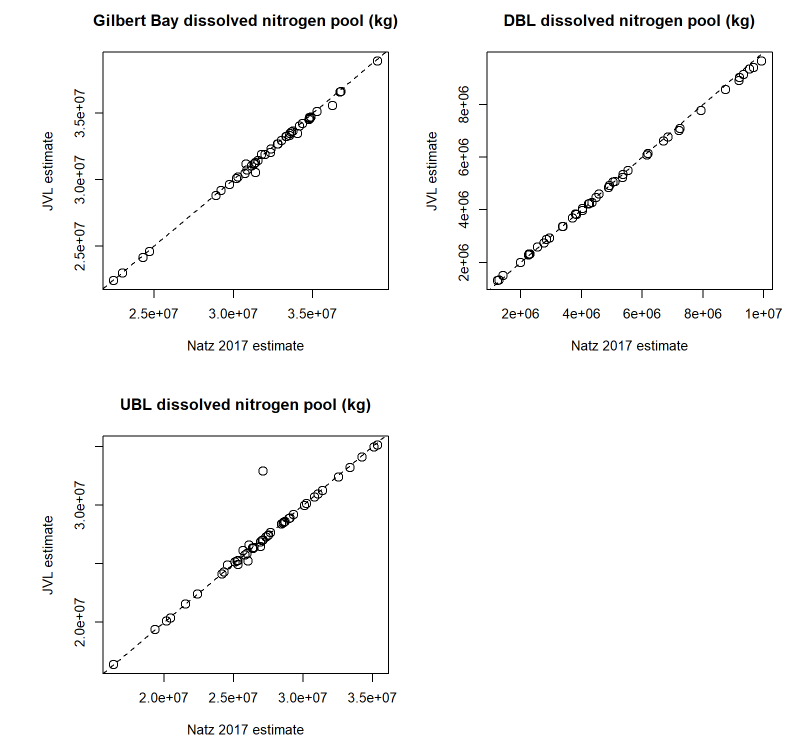 Gilbert Bay dissolved nitrogen pool (kg)
JVL estimate
2.5e+07
3.0e+07
3.5e+07
2.5e+07 3.0e+07 3.5e+07
Natz 2017 estimate
DBL dissolved nitrogen pool (kg)
JVL estimate
2e+06
4e+06
6e+06
8e+06
2e+06 4e+06 6e+06 8e+06 1e+07
Natz 2017 estimate
UBL dissolved nitrogen pool (kg)
JVL estimate
2.0e+07
3.0e+07
2.0e+07 2.5e+07 3.0e+07 3.5e+07
Natz 2017 estimate